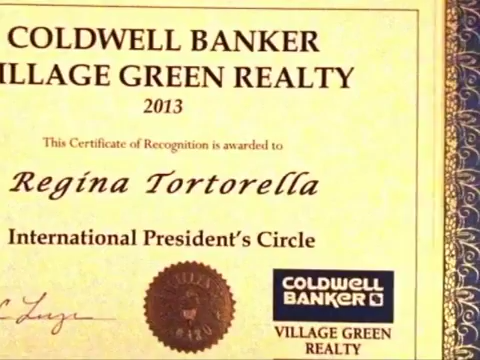 COLDWELL BANKER
ILLAGE GREEN REALTY
2013
This Certificate of Recognition is awarded to
Regina Tortorella
International President's Circle
COLDWELL
BANKER
VILLAGE GREEN
REALTY